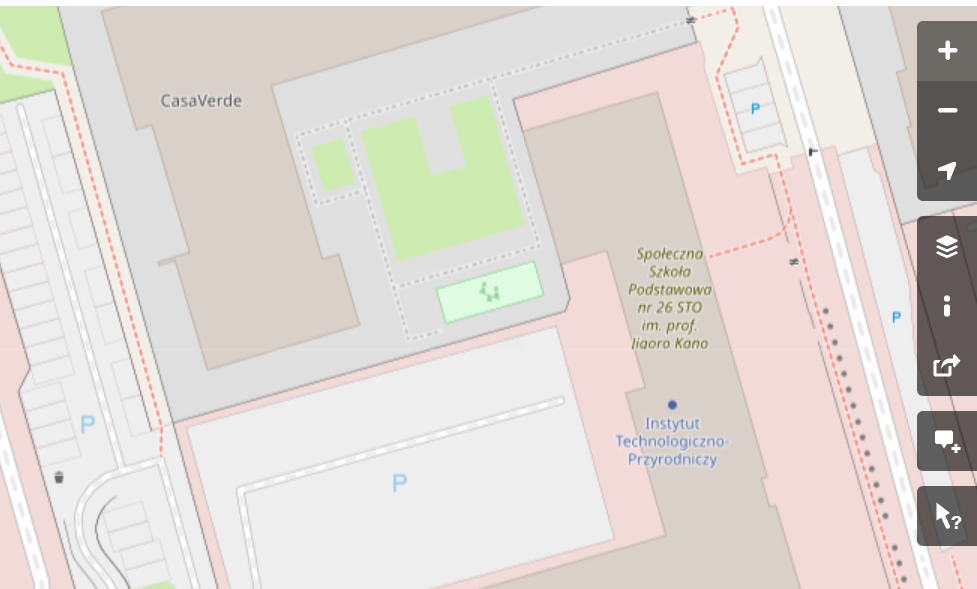 CasaVerde
P
Społeczna
Szkoła
Podstawowa
nr 26 STO
im. prof.
Jigoro Kano
P
P
Instytut
Technologiczno-
Przyrodniczy
P